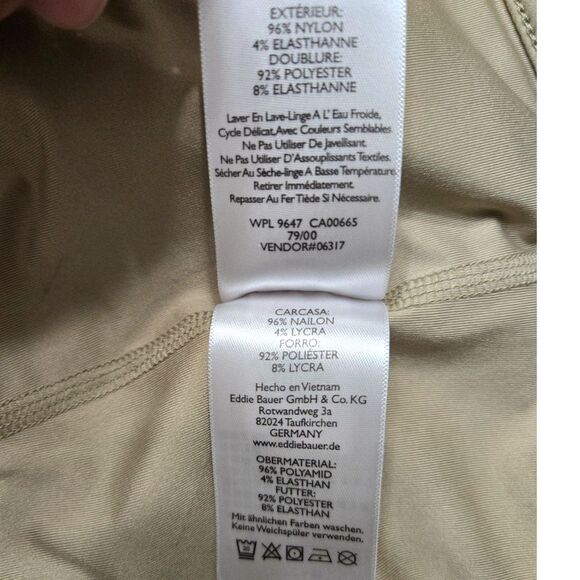 EXTÉRIEUR:
96% NYLON
4% ELASTHANNE
DOUBLURE:
92% POLYESTER
8% ELASTHANNE
Laver En Lave-Linge A L' Eau Froide,
Cycle Délicat,Avec Couleurs Semblables
Ne Pas Utiliser De Javellisant.
Ne Pas Utiliser D'Assouplissants Textiles.
Sécher Au Sèche-linge A Basse Température.
Retirer Immédiatement.
Repasser Au Fer Tiède Si Nécessaire.
WPL 9647 CA00665
79/00
VENDOR#06317
CARCASA:
96% NAILON
4% LYCRA
FORRO:
92% POLIÉSTER
8% LYCRA
Hecho en Vietnam
Eddie Bauer GmbH & Co. KG
Rotwandweg 3a
82024 Taufkirchen
GERMANY
www.eddiebauer.de
OBERMATERIAL:
96% POLYAMID
4% ELASTHAN
FUTTER:
92% POLYESTER
8% ELASTHAN
Mit ähnlichen Farben waschen.
Keine Weichspüler verwenden.
30